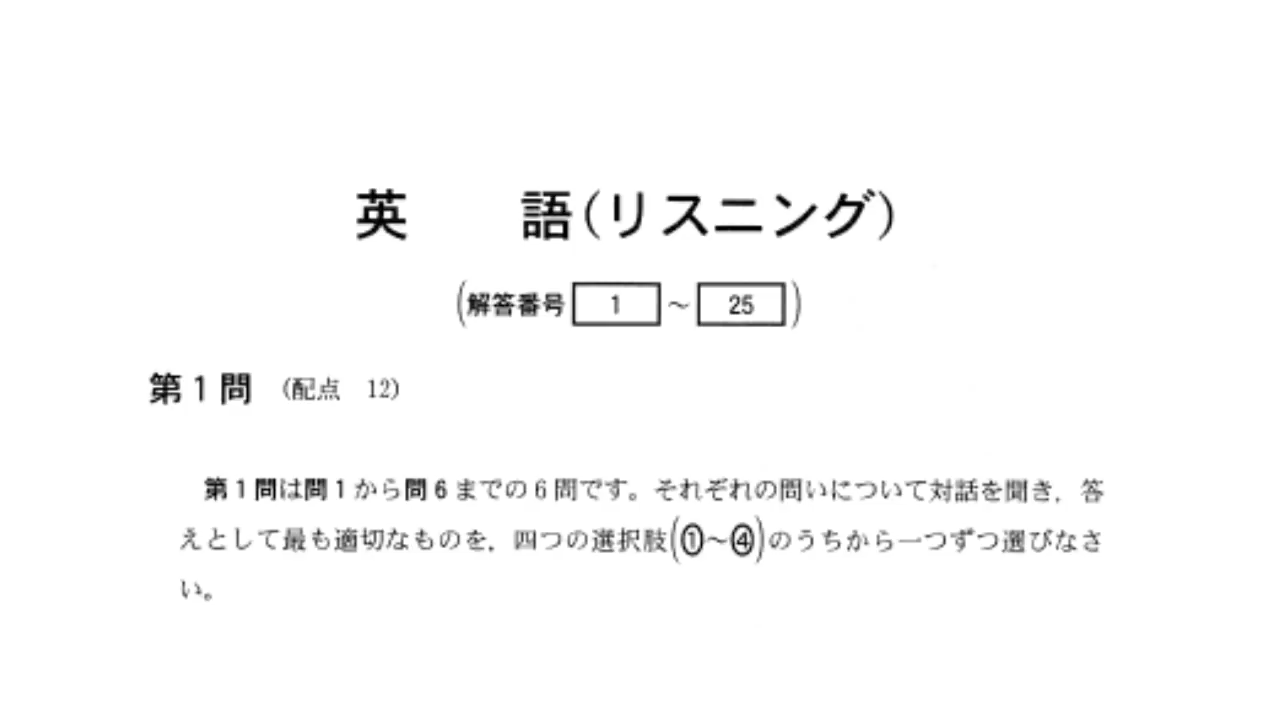 英　　語(リスニング)
(解答番号 1 ～ 25 )
第1問 (配点　12)
第1問は問1から問6までの6問です。それぞれの問いについて対話を聞き，答
えとして最も適切なものを，四つの選択肢(①～④)のうちから一つずつ選びなさ
い。